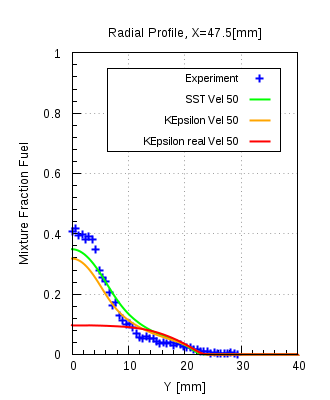 Radial Profile, X=47.5[mm]
1
Experiment
SST Vel 50
KEpsilon Vel 50
KEpsilon real Vel 50
0.8
0.6
0.4
0.2
0
Mixture Fraction Fuel
0 10 20 30 40
Y [mm]